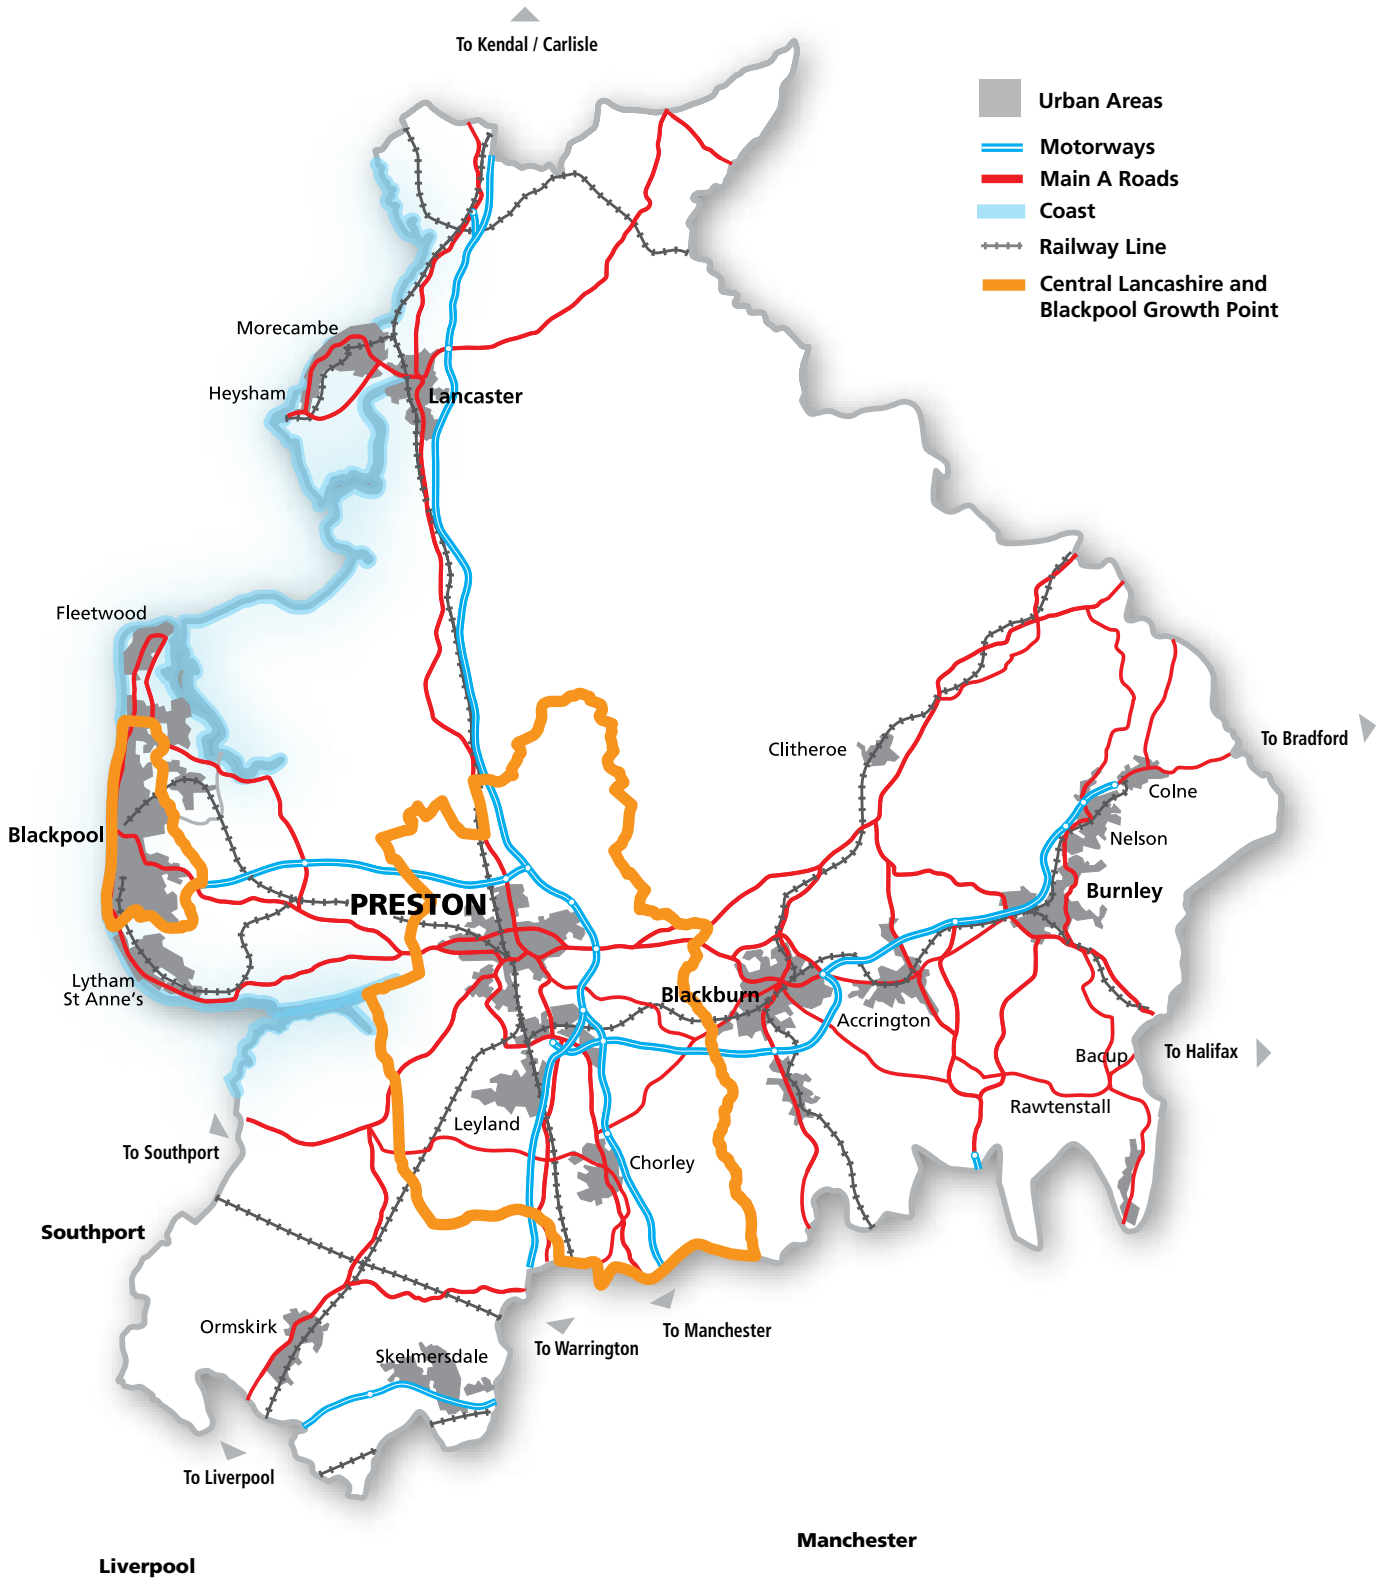 To Kendal / Carlisle
Urban Areas
Motorways
Main A Roads
Coast
Railway Line
Central Lancashire and
Blackpool Growth Point
Morecambe
Heysham
Lancaster
Fleetwood
Clitheroe
To Bradford
Colne
Blackpool
Nelson
Burnley
PRESTON
Lytham
St Anne's
Blackburn
Accrington
Bacup
To Halifax
Rawtenstall
Leyland
To Southport
Chorley
Southport
Ormskirk
Skelmersdale
To Warrington
To Manchester
To Liverpool
Manchester
Liverpool